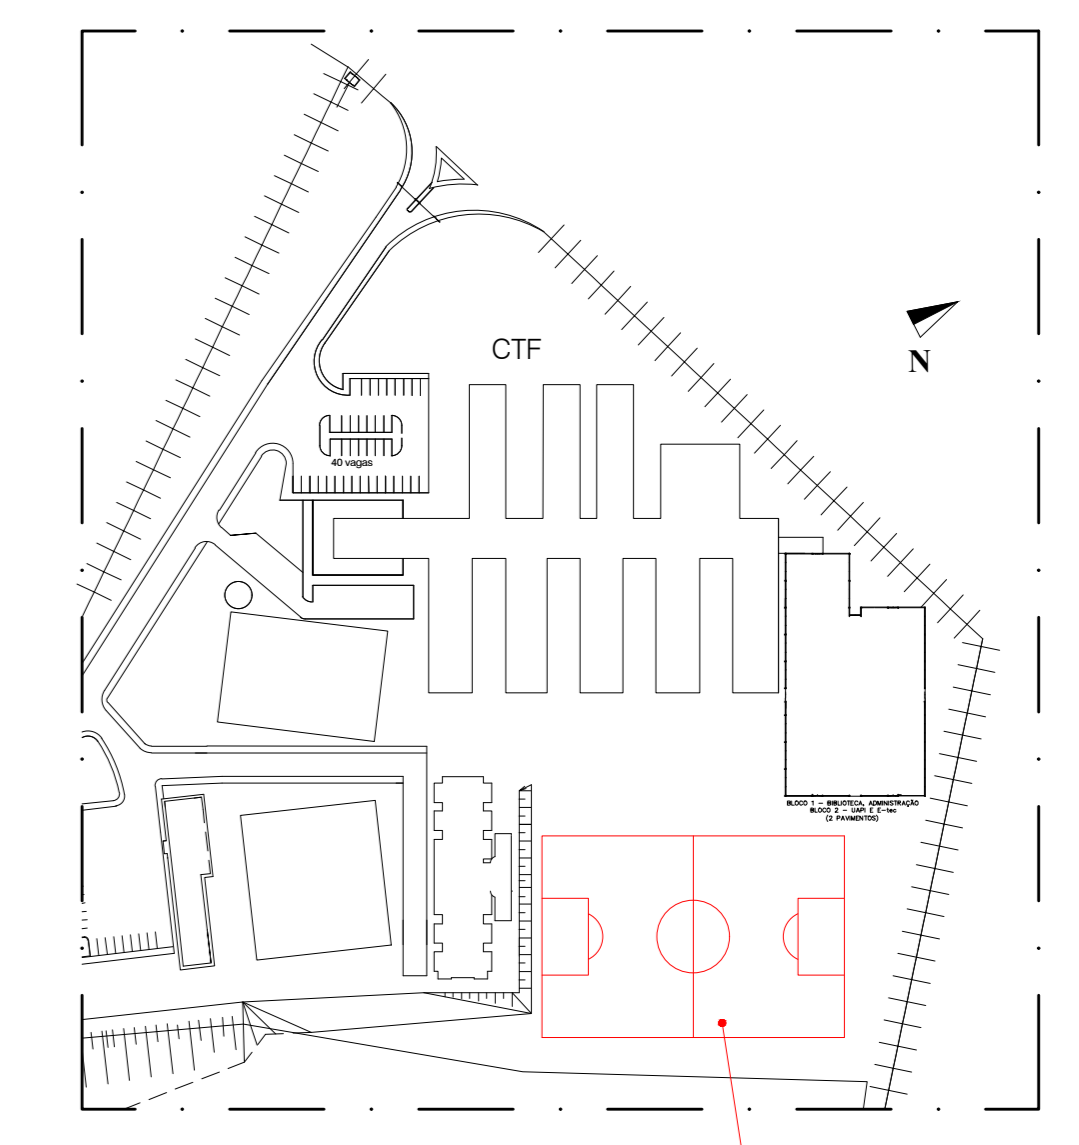 CTF
N
40 vagas
BLOCO 1 – BIBLIOTECA, ADMINISTRAÇÃO
BLOCO 2 – UAPI E E-tec
(2 PAVIMENTOS)